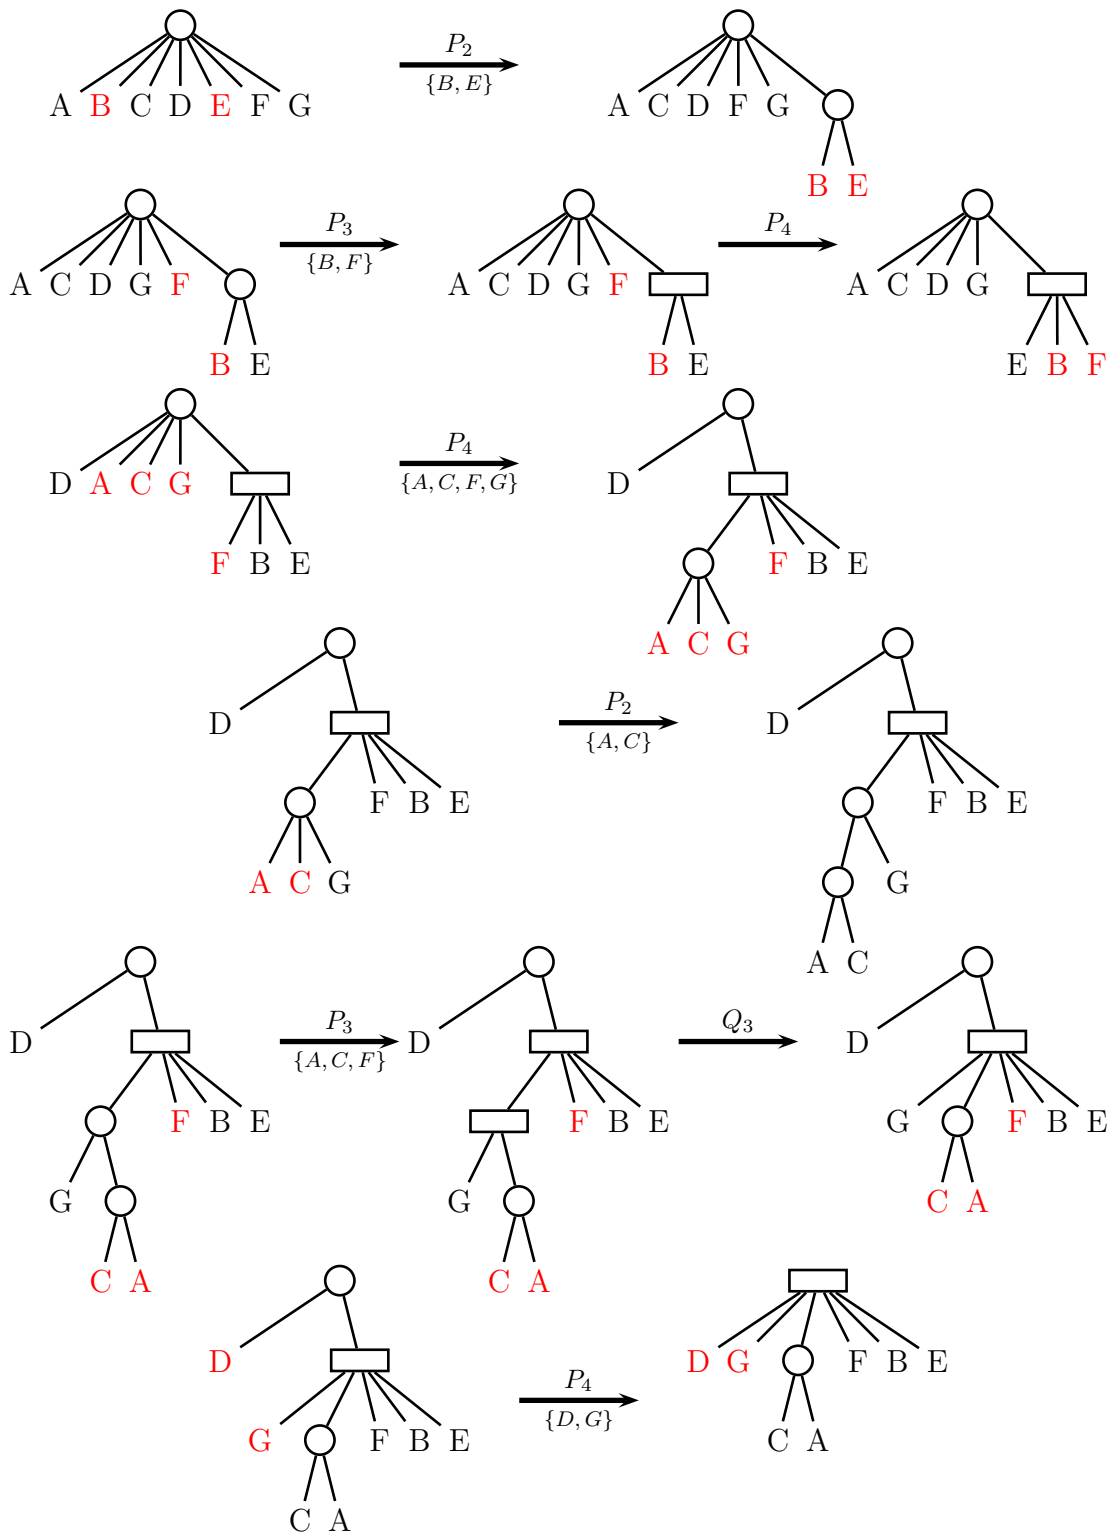 P₂
{B, E}
A B C D E F G
A C D F G
B E
P₃
{B, F}
P₄
A C D G F
A C D G F
A C D G
B E
B E
E B F
P₄
{A, C, F, G}
D A C G
D
F B E
F B E
A C G
P₂
{A, C}
D
D
F B E
F B E
A C G
G
A C
P₃
{A, C, F}
Q₃
D
D
D
F B E
F B E
G F B E
G
G
C A
C A
C A
P₄
{D, G}
D
D G F B E
G F B E
C A
C A